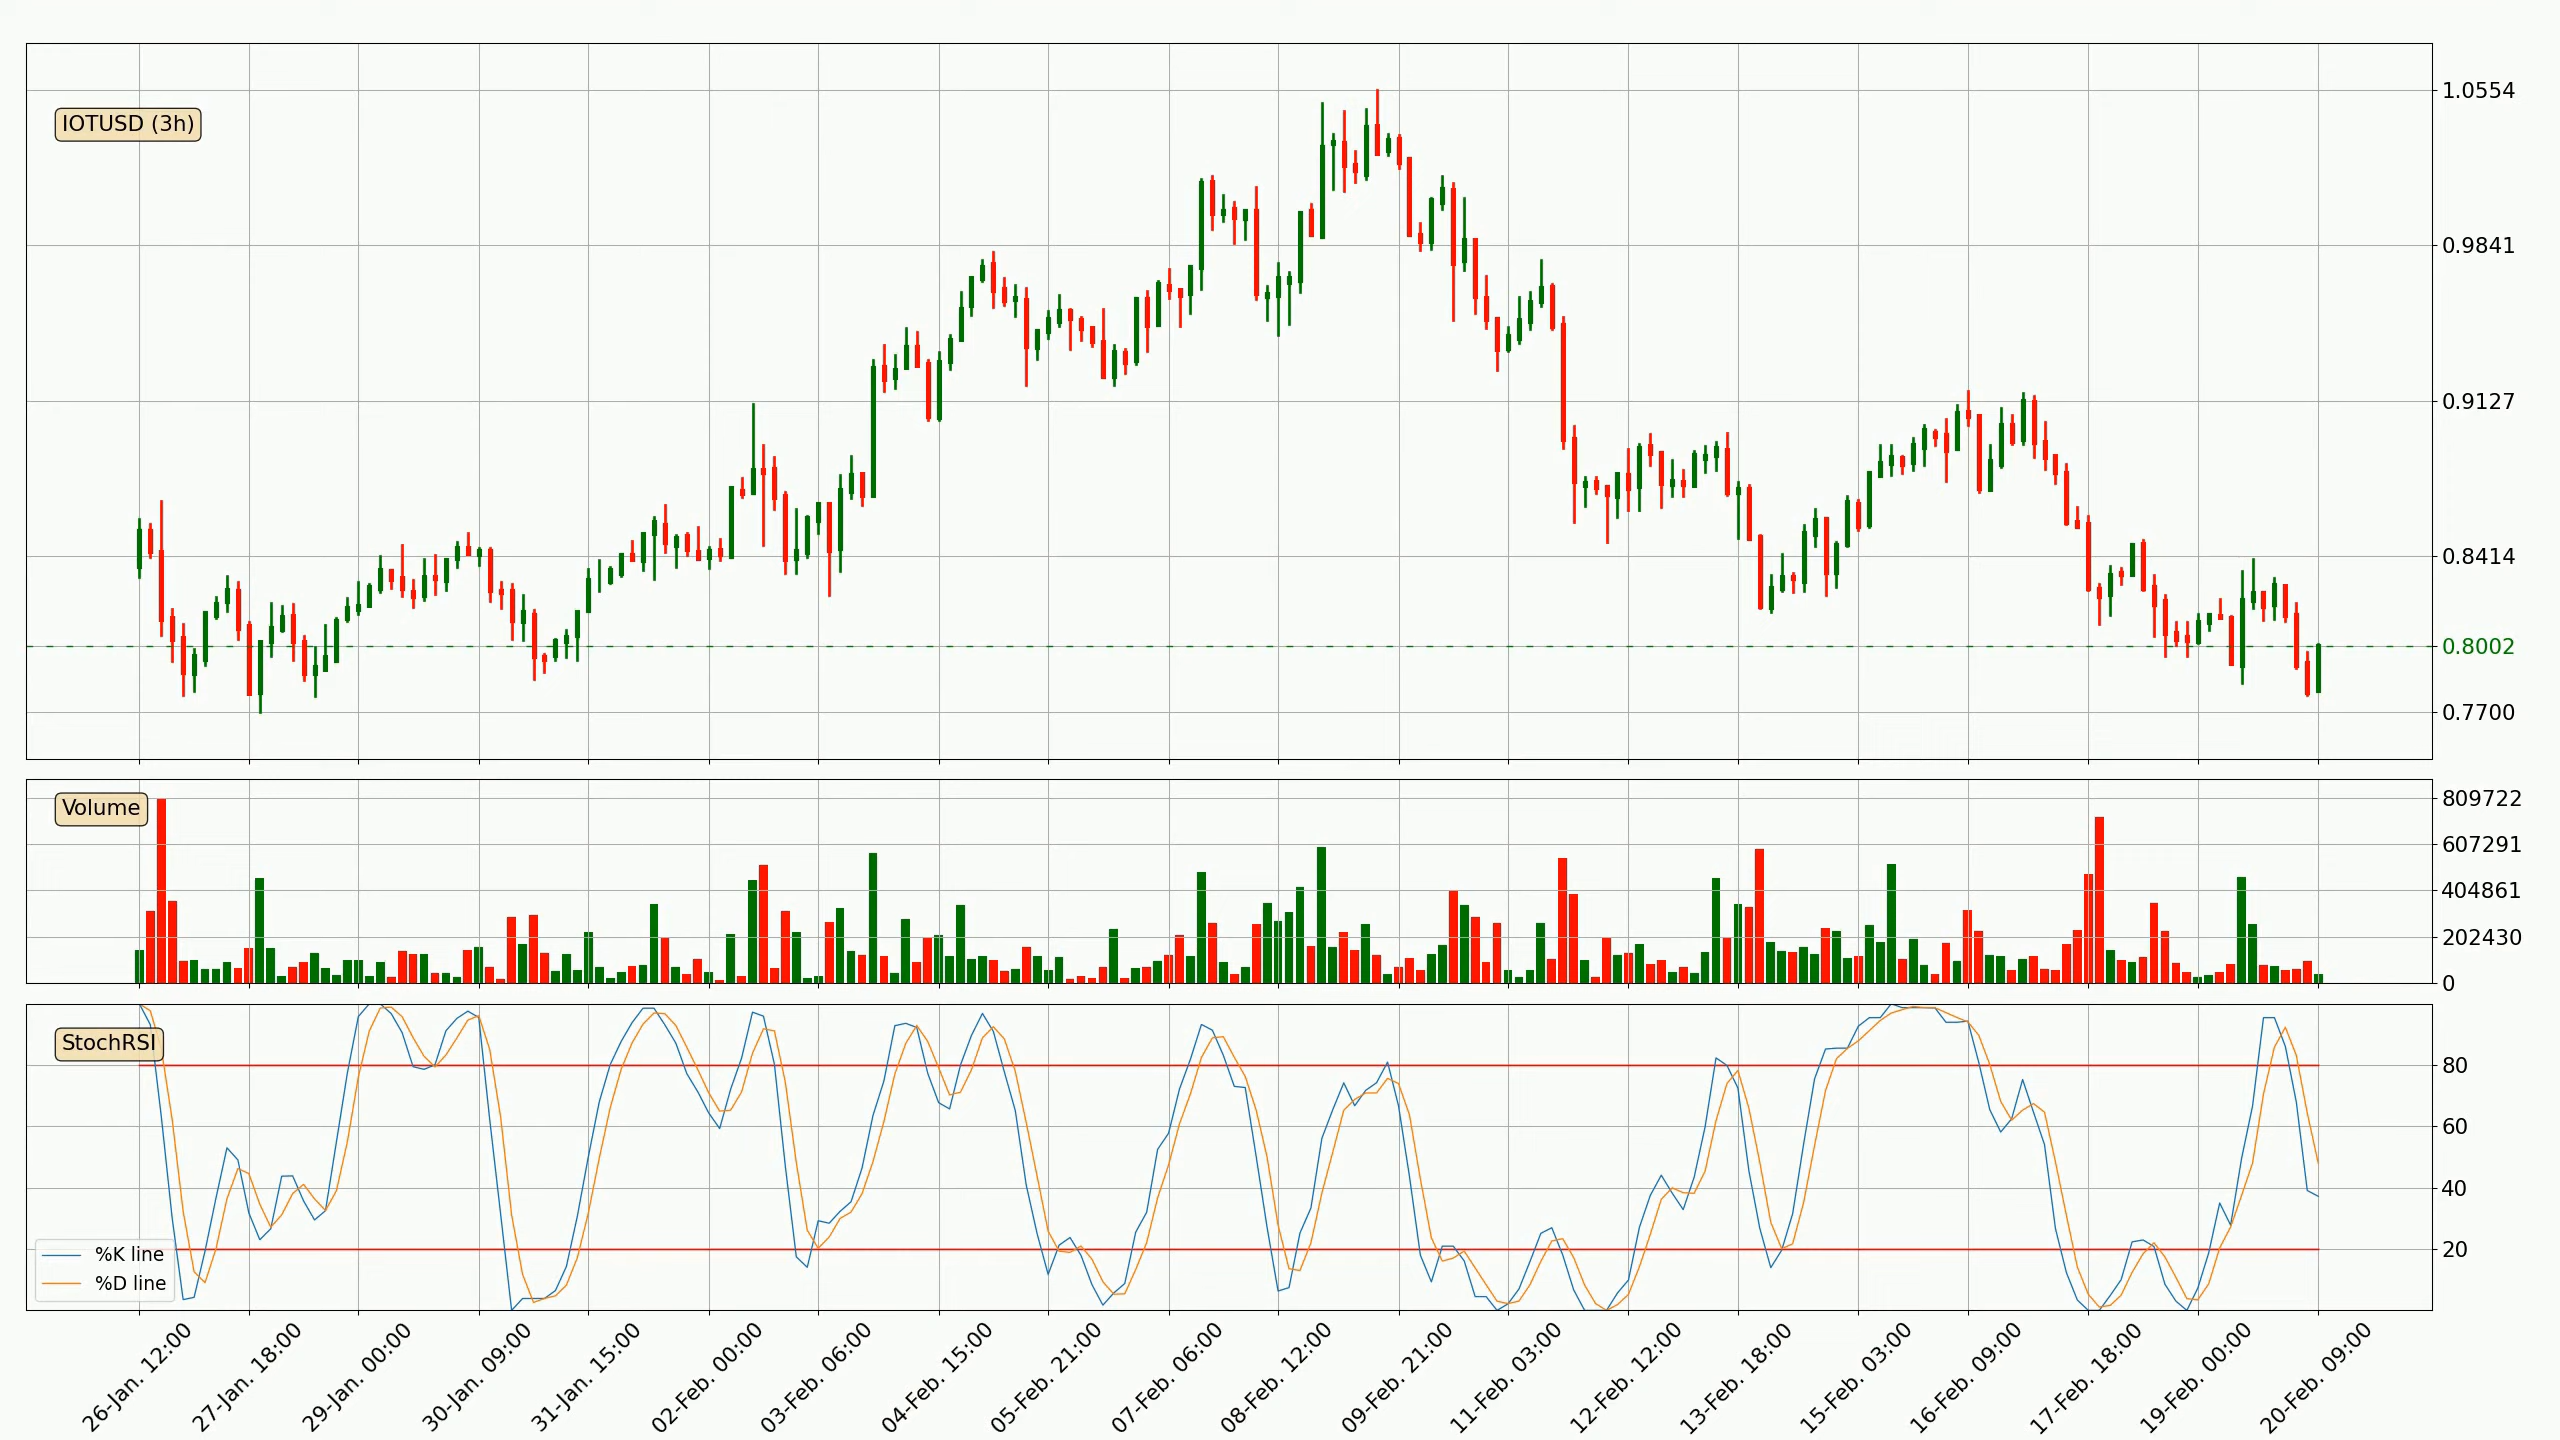 IOTUSD (3h)
1.0554
0.9841
0.9127
0.8414
0.8002
0.7700
Volume
809722
607291
404861
202430
0
StochRSI
80
60
40
20
%K line
%D line
26-Jan. 12:00
27-Jan. 18:00
29-Jan. 00:00
30-Jan. 09:00
31-Jan. 15:00
02-Feb. 00:00
03-Feb. 06:00
04-Feb. 15:00
05-Feb. 21:00
07-Feb. 06:00
08-Feb. 12:00
09-Feb. 21:00
11-Feb. 03:00
12-Feb. 12:00
13-Feb. 18:00
15-Feb. 03:00
16-Feb. 09:00
17-Feb. 18:00
19-Feb. 00:00
20-Feb. 09:00